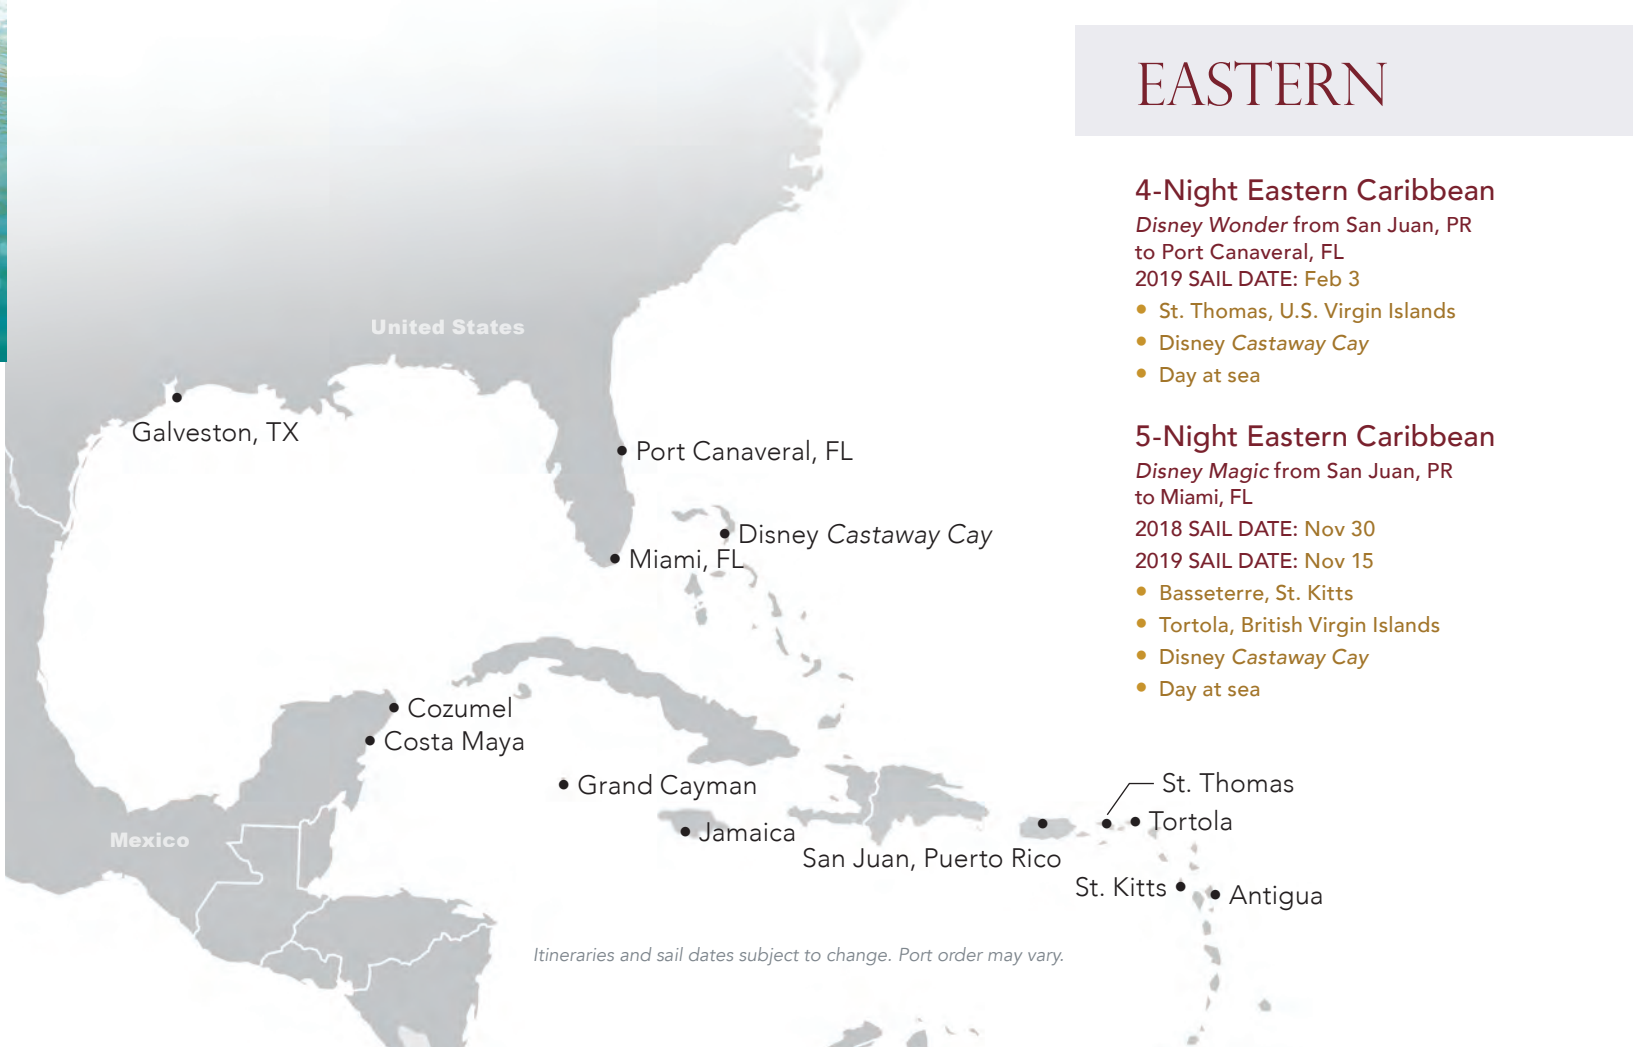 EASTERN
4-Night Eastern Caribbean
Disney Wonder from San Juan, PR
to Port Canaveral, FL
2019 SAIL DATE: Feb 3
• St. Thomas, U.S. Virgin Islands
• Disney Castaway Cay
• Day at sea
5-Night Eastern Caribbean
Disney Magic from San Juan, PR
to Miami, FL
2018 SAIL DATE: Nov 30
2019 SAIL DATE: Nov 15
• Basseterre, St. Kitts
• Tortola, British Virgin Islands
• Disney Castaway Cay
• Day at sea
United States
Galveston, TX
Port Canaveral, FL
Disney Castaway Cay
Miami, FL
Cozumel
Costa Maya
Grand Cayman
St. Thomas
Tortola
Jamaica
Mexico
San Juan, Puerto Rico
St. Kitts
Antigua
Itineraries and sail dates subject to change. Port order may vary.